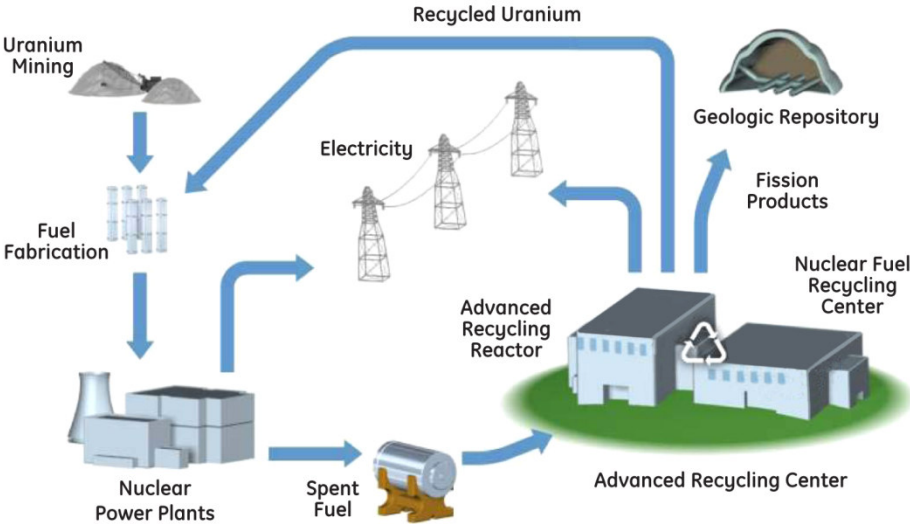 Recycled Uranium
Uranium
Mining
Geologic Repository
Electricity
Fission
Products
Fuel
Fabrication
Nuclear Fuel
Recycling
Center
Advanced
Recycling
Reactor
Advanced Recycling Center
Nuclear
Power Plants
Spent
Fuel